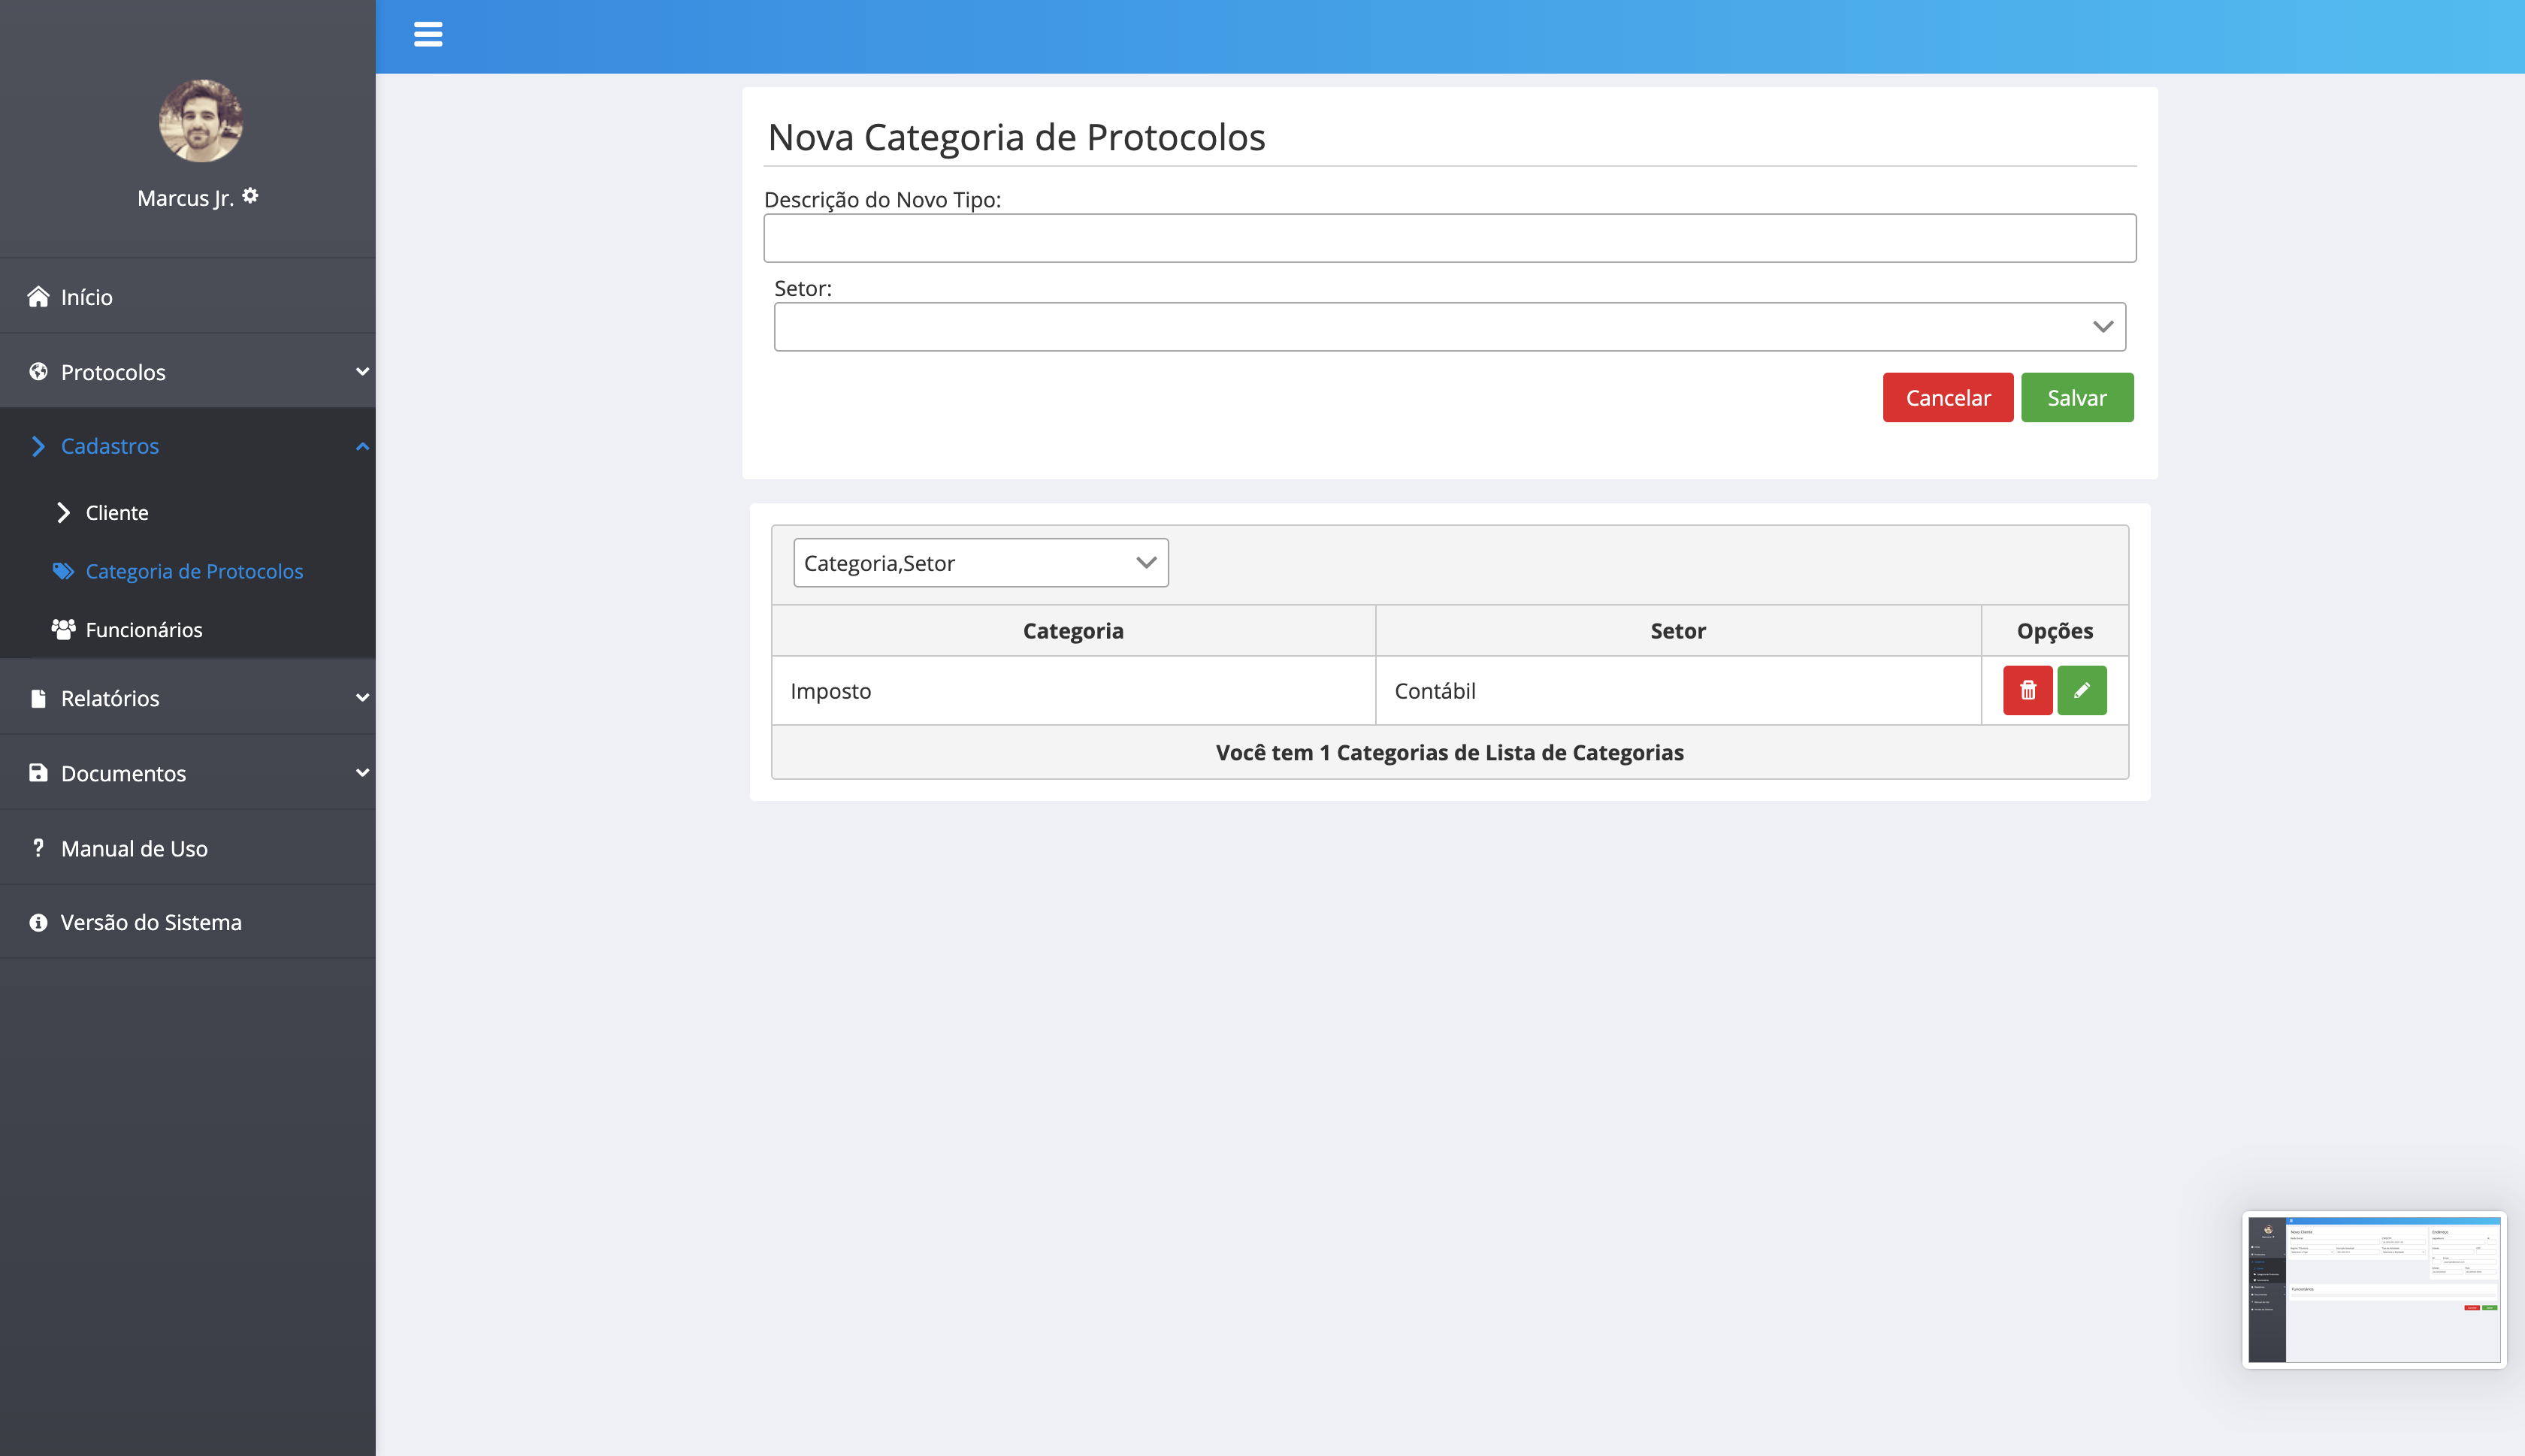 Marcus Jr.
Início
Protocolos
Cadastros
Cliente
Categoria de Protocolos
Funcionários
Relatórios
Documentos
Manual de Uso
Versão do Sistema
Nova Categoria de Protocolos
Descrição do Novo Tipo:
Setor:
Cancelar Salvar
Categoria,Setor
Categoria Setor Opções
Imposto Contábil
Você tem 1 Categorias de Lista de Categorias